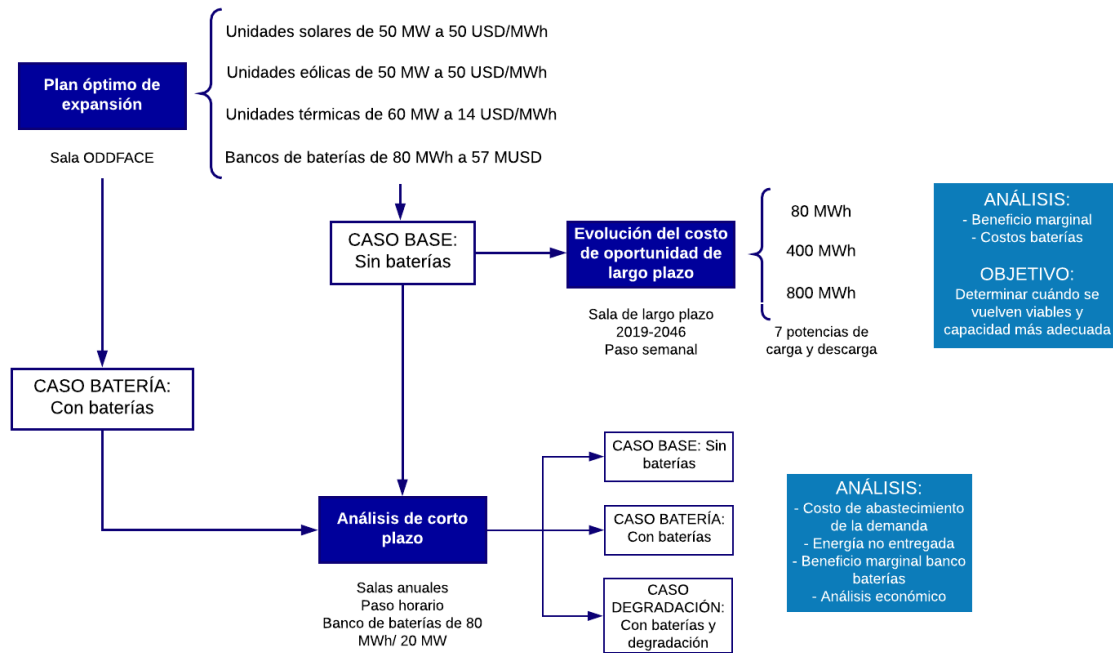 Plan óptimo de
expansión
Sala ODDFACE
Unidades solares de 50 MW a 50 USD/MWh
Unidades eólicas de 50 MW a 50 USD/MWh
Unidades térmicas de 60 MW a 14 USD/MWh
Bancos de baterías de 80 MWh a 57 MUSD
CASO BASE:
Sin baterías
Evolución del costo
de oportunidad de
largo plazo
Sala de largo plazo
2019-2046
Paso semanal
80 MWh
400 MWh
800 MWh
7 potencias de
carga y descarga
ANÁLISIS:
- Beneficio marginal
- Costos baterías
OBJETIVO:
Determinar cuándo se
vuelven viables y
capacidad más adecuada
CASO BATERÍA:
Con baterías
Análisis de corto
plazo
Salas anuales
Paso horario
Banco de baterías de 80
MWh/ 20 MW
CASO BASE: Sin
baterías
CASO BATERÍA:
Con baterías
CASO
DEGRADACIÓN:
Con baterías y
degradación
ANÁLISIS:
- Costo de abastecimiento
de la demanda
- Energía no entregada
- Beneficio marginal banco
baterías
- Análisis económico